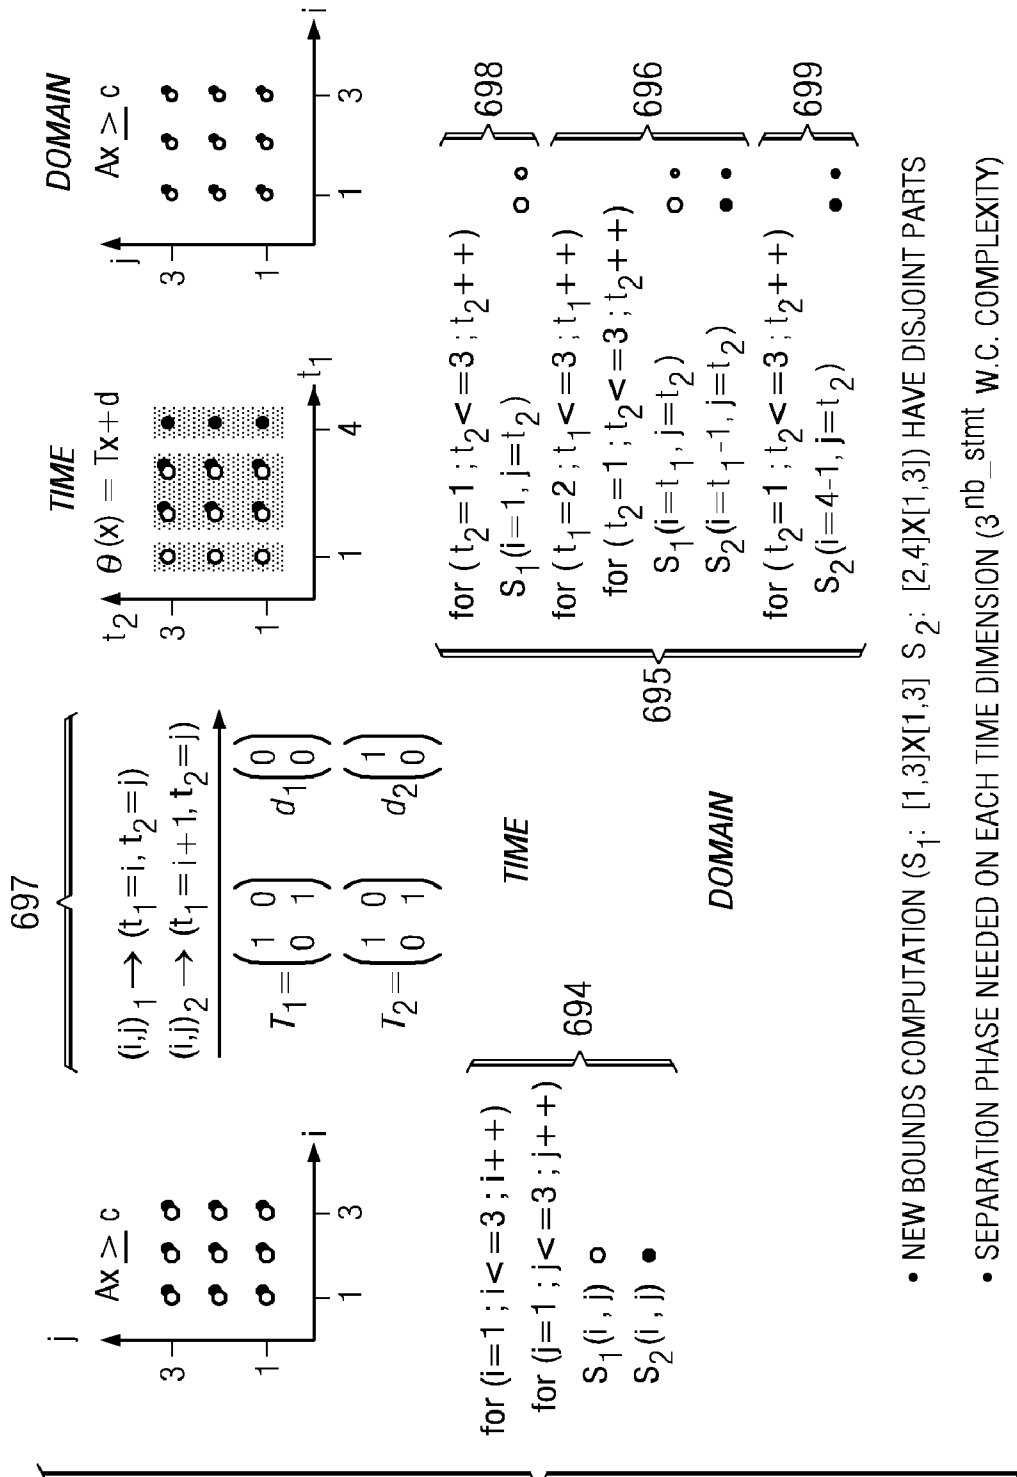 697
TIME
DOMAIN
j
Ax ≥ c
3
1
1
3
i
(i,j)₁ → (t₁=i, t₂=j)
(i,j)₂ → (t₁=i+1, t₂=j)
T₁= (1 0
0 1)
d₁ (0
0)
T₂= (1 0
0 1)
d₂ (1
0)
t₂
θ(x) = Tx+d
3
1
1
4
t₁
j
Ax ≥ c
3
1
1
3
i
for (i=1 ; i<=3 ; i++)
for (j=1 ; j<=3 ; j++)
S₁(i , j)
S₂(i , j)
694
TIME
DOMAIN
695
for ( t₂=1 ; t₂<=3 ; t₂++)
S₁(i=1, j=t₂)
698
for ( t₁=2 ; t₁<=3 ; t₁++)
for ( t₂=1 ; t₂<=3 ; t₂++)
S₁(i=t₁, j=t₂)
S₂(i=t₁-1, j=t₂)
696
for ( t₂=1 ; t₂<=3 ; t₂++)
S₂(i=4-1, j=t₂)
699
• NEW BOUNDS COMPUTATION (S₁: [1,3]X[1,3] S₂: [2,4]X[1,3]) HAVE DISJOINT PARTS
• SEPARATION PHASE NEEDED ON EACH TIME DIMENSION (3^nb_stmt W.C. COMPLEXITY)